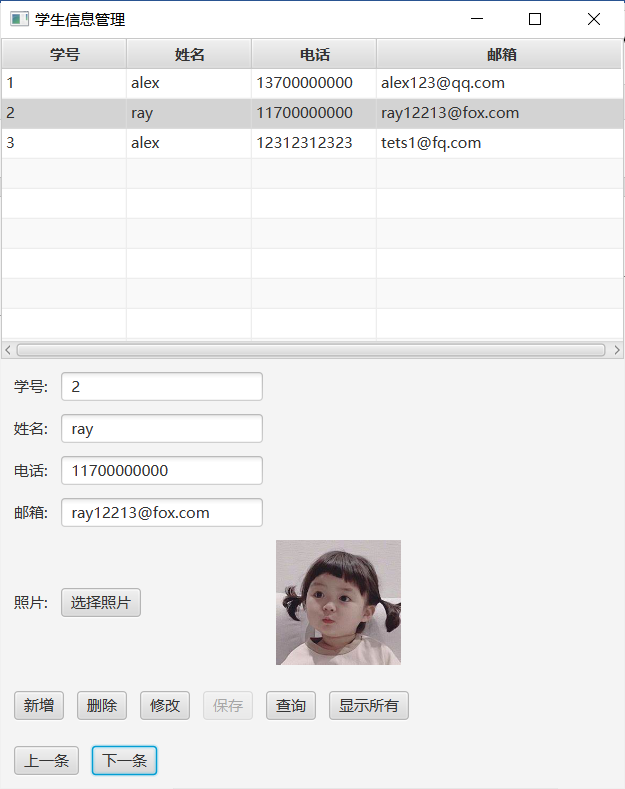 学生信息管理
学号 姓名 电话 邮箱
1 alex 13700000000 alex123@qq.com
2 ray 11700000000 ray12213@fox.com
3 alex 12312312323 tets1@fq.com
学号: 2
姓名: ray
电话: 11700000000
邮箱: ray12213@fox.com
照片: 选择照片
新增 删除 修改 保存 查询 显示所有
上一条 下一条